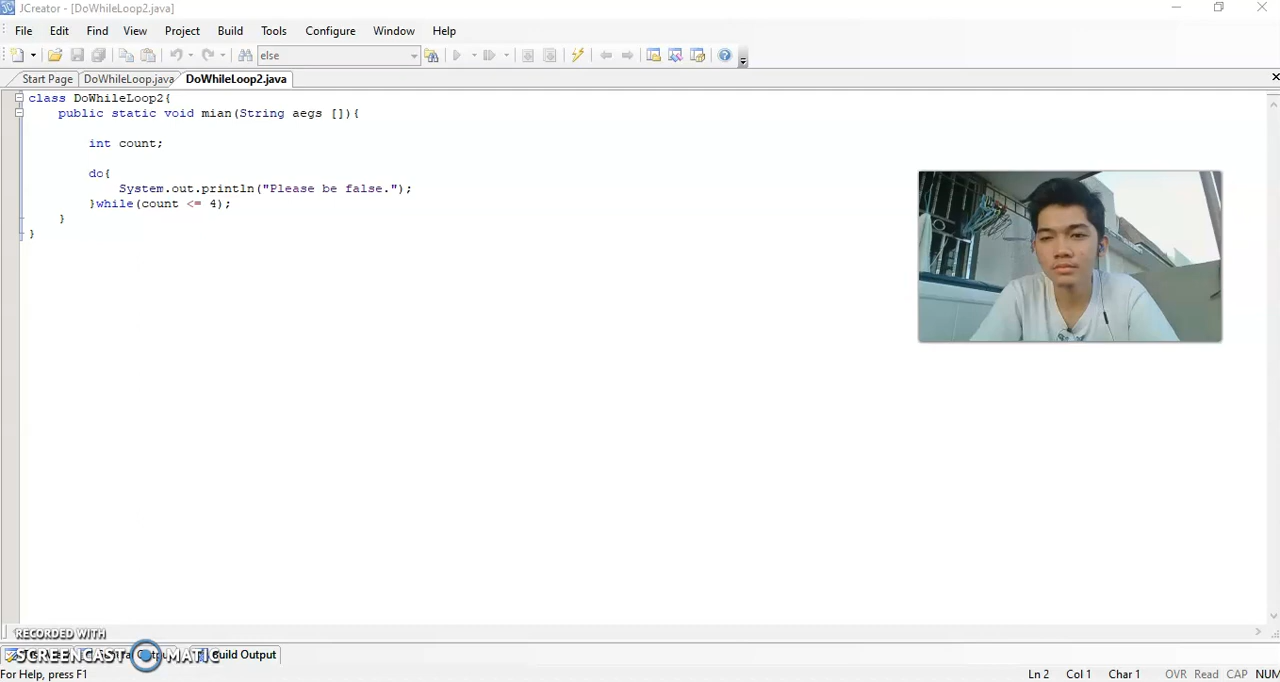 JCreator - [DoWhileLoop2.java]
File Edit Find View Project Build Tools Configure Window Help
else
Start Page DoWhileLoop.java DoWhileLoop2.java
class DoWhileLoop2{
public static void mian(String aegs []){
int count;
do{
System.out.println("Please be false.");
}while(count <= 4);
}
}
RECORDED WITH
SCREENCAST MATIC
Build Output
For Help, press F1 Ln 2 Col 1 Char 1 OVR Read CAP NUM